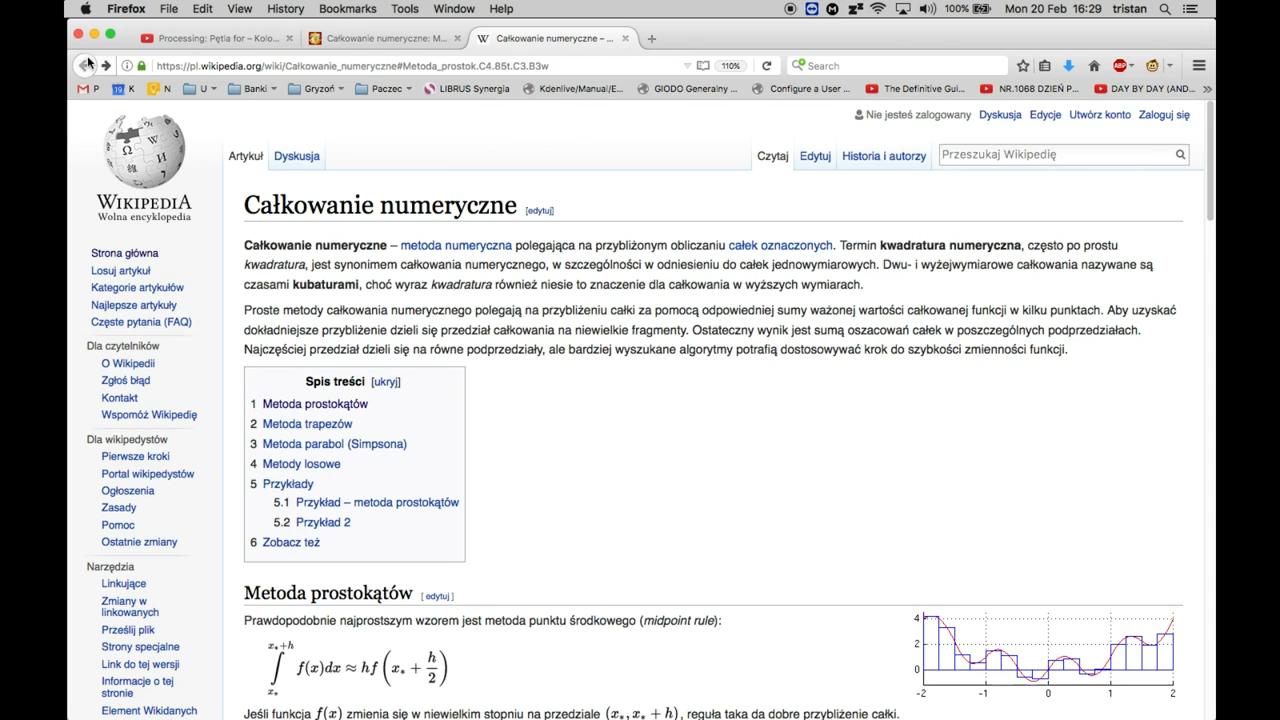 Firefox File Edit View History Bookmarks Tools Window Help 100% Mon 20 Feb 16:29 tristan
Processing: Pętla for – Kolo... Całkowanie numeryczne: M... Całkowanie numeryczne – ...
https://pl.wikipedia.org/wiki/Całkowanie_numeryczne#Metoda_prostok.C4.85t.C3.B3w 110% Search
P K N U Banki Gryzoń Paczec LIBRUS Synergia Kdenlive/Manual/E... GIODO Generalny ... Configure a User ... The Definitive Gui... NR.1068 DZIEŃ P... DAY BY DAY (AND...
Nie jesteś zalogowany Dyskusja Edycje Utwórz konto Zaloguj się
Artykuł Dyskusja Czytaj Edytuj Historia i autorzy Przeszukaj Wikipedię
WIKIPEDIA
Wolna encyklopedia
Strona główna
Losuj artykuł
Kategorie artykułów
Najlepsze artykuły
Częste pytania (FAQ)
Dla czytelników
O Wikipedii
Zgłoś błąd
Kontakt
Wspomóż Wikipedię
Dla wikipedystów
Pierwsze kroki
Portal wikipedystów
Ogłoszenia
Zasady
Pomoc
Ostatnie zmiany
Narzędzia
Linkujące
Zmiany w
linkowanych
Prześlij plik
Strony specjalne
Link do tej wersji
Informacje o tej
stronie
Element Wikidanych
Całkowanie numeryczne [edytuj]
Całkowanie numeryczne – metoda numeryczna polegająca na przybliżonym obliczaniu całek oznaczonych. Termin kwadratura numeryczna, często po prostu
kwadratura, jest synonimem całkowania numerycznego, w szczególności w odniesieniu do całek jednowymiarowych. Dwu- i wyżejwymiarowe całkowania nazywane są
czasami kubaturami, choć wyraz kwadratura również niesie to znaczenie dla całkowania w wyższych wymiarach.
Proste metody całkowania numerycznego polegają na przybliżeniu całki za pomocą odpowiedniej sumy ważonej wartości całkowanej funkcji w kilku punktach. Aby uzyskać
dokładniejsze przybliżenie dzieli się przedział całkowania na niewielkie fragmenty. Ostateczny wynik jest sumą oszacowań całek w poszczególnych podprzedziałach.
Najczęściej przedział dzieli się na równe podprzedziały, ale bardziej wyszukane algorytmy potrafią dostosowywać krok do szybkości zmienności funkcji.
Spis treści [ukryj]
1 Metoda prostokątów
2 Metoda trapezów
3 Metoda parabol (Simpsona)
4 Metody losowe
5 Przykłady
5.1 Przykład – metoda prostokątów
5.2 Przykład 2
6 Zobacz też
Metoda prostokątów [ edytuj ]
Prawdopodobnie najprostszym wzorem jest metoda punktu środkowego (midpoint rule):
∫_{x*}^{x*+h} f(x)dx ≈ hf(x* + h/2)
Jeśli funkcja f(x) zmienia się w niewielkim stopniu na przedziale (x*, x* + h), reguła taka da dobre przybliżenie całki.
4
2
0
-2 -1 0 1 2